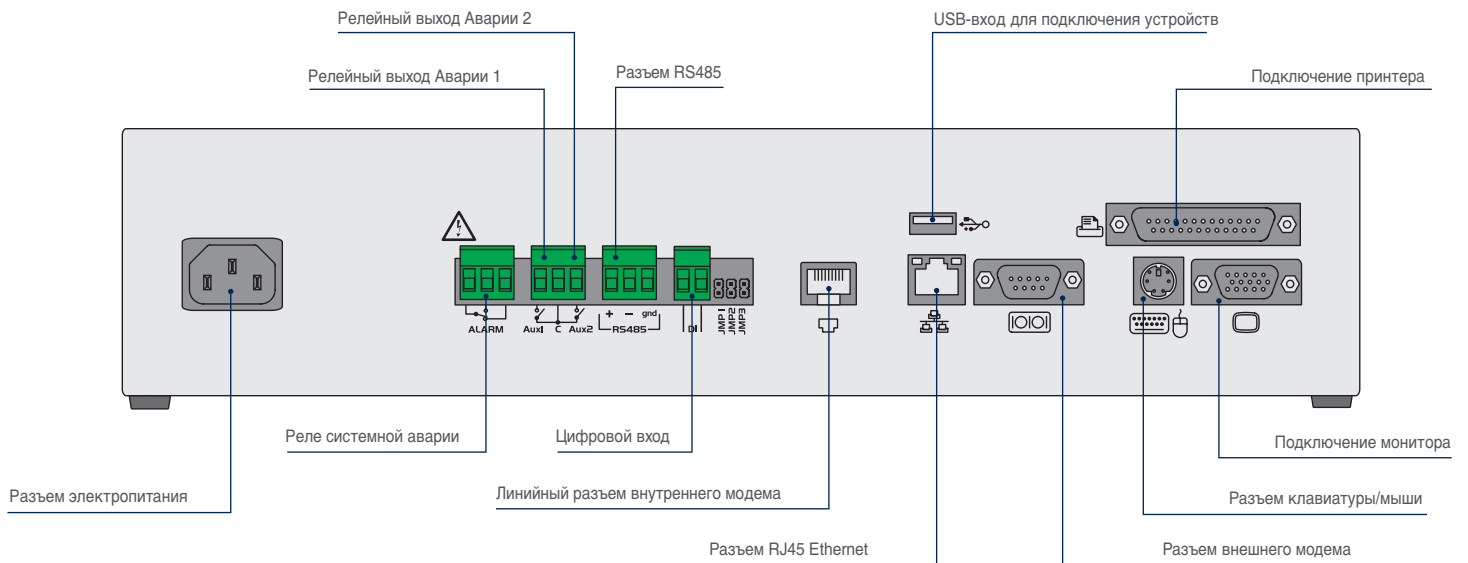 Релейный выход Аварии 2
USB-вход для подключения устройств
Релейный выход Аварии 1
Разъем RS485
Подключение принтера
ALARM
Aux1 C Aux2
+ − gnd
RS485
DI
JMP1
JMP2
JMP3
IOIOI
Реле системной аварии
Цифровой вход
Подключение монитора
Разъем электропитания
Линейный разъем внутреннего модема
Разъем клавиатуры/мыши
Разъем RJ45 Ethernet
Разъем внешнего модема